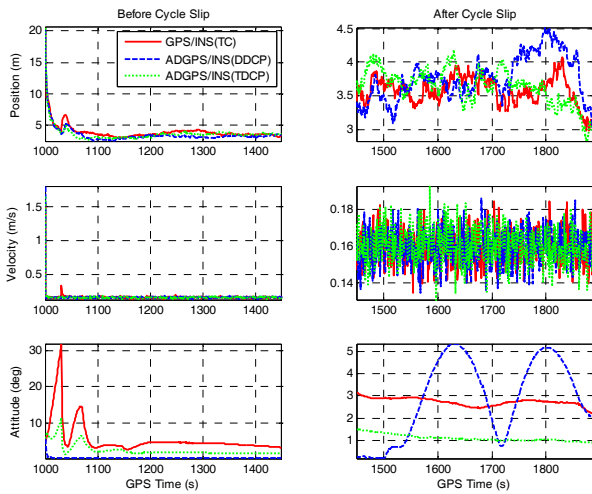 Before Cycle Slip
After Cycle Slip
20
15
10
5
Position (m)
1000 1100 1200 1300 1400
GPS/INS(TC)
ADGPS/INS(DDCP)
ADGPS/INS(TDCP)
4.5
4
3.5
3
1500 1600 1700 1800
1.5
1
0.5
Velocity (m/s)
1000 1100 1200 1300 1400
0.18
0.16
0.14
0.13
1500 1600 1700 1800
30
20
10
Attitude (deg)
1000 1100 1200 1300 1400
GPS Time (s)
5
4
3
2
1
1500 1600 1700 1800
GPS Time (s)